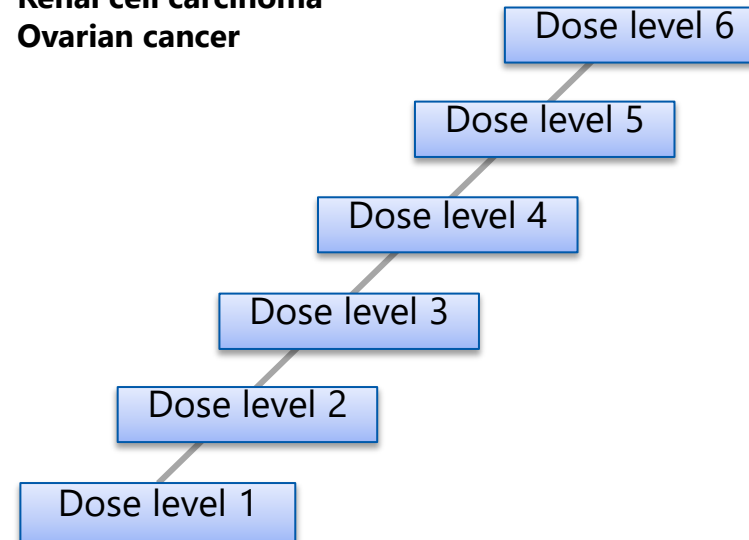 Renal cell carcinoma
Ovarian cancer
Dose level 6
Dose level 5
Dose level 4
Dose level 3
Dose level 2
Dose level 1